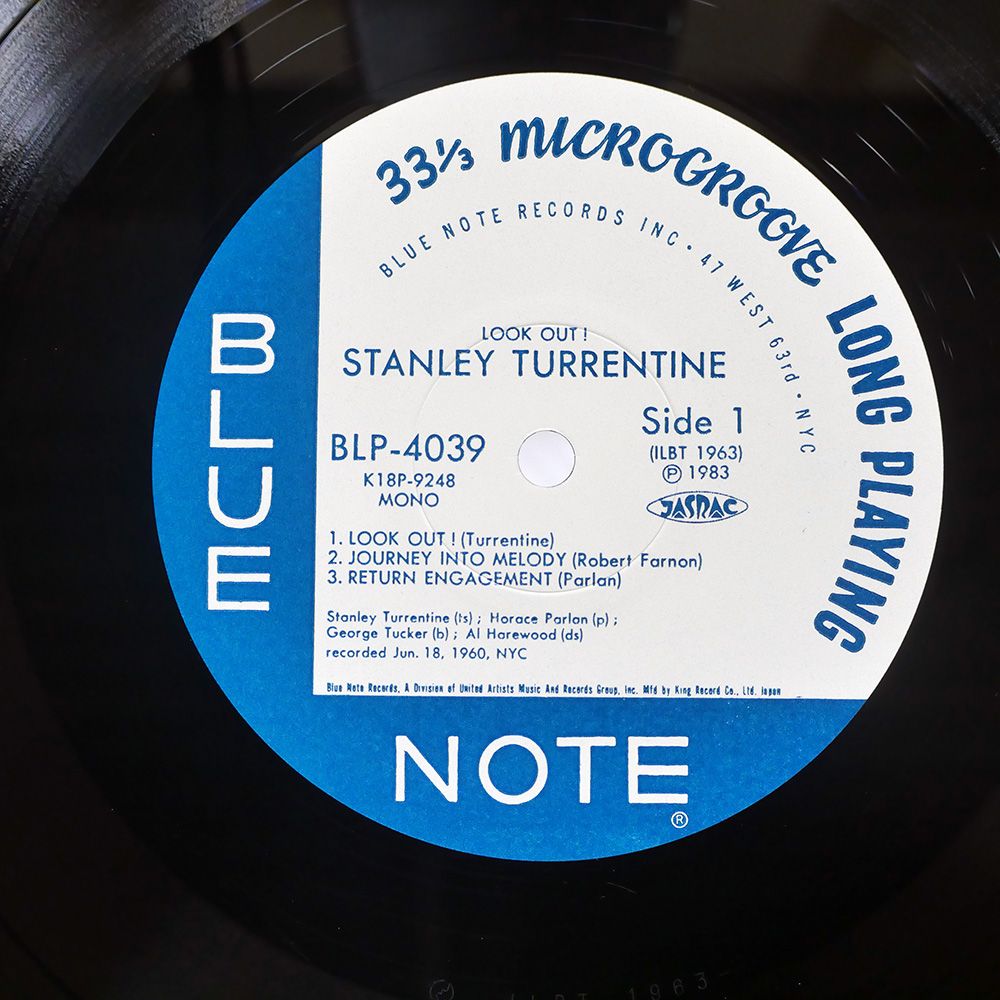 33⅓ MICROGROOVE LONG PLAYING
BLUE NOTE RECORDS INC • 47 WEST 63rd • NYC
LOOK OUT!
STANLEY TURRENTINE
BLP-4039
K18P-9248
MONO
Side 1
(ILBT 1963)
Ⓟ 1983
JASRAC
1. LOOK OUT! (Turrentine)
2. JOURNEY INTO MELODY (Robert Farnon)
3. RETURN ENGAGEMENT (Parlan)
Stanley Turrentine (ts); Horace Parlan (p);
George Tucker (b); Al Harewood (ds)
recorded Jun. 18, 1960, NYC
Blue Note Records, A Division of United Artists Music And Records Group, Inc. Mfd by King Record Co., Ltd. Japan
BLUE
NOTE
®
ILBT 1963